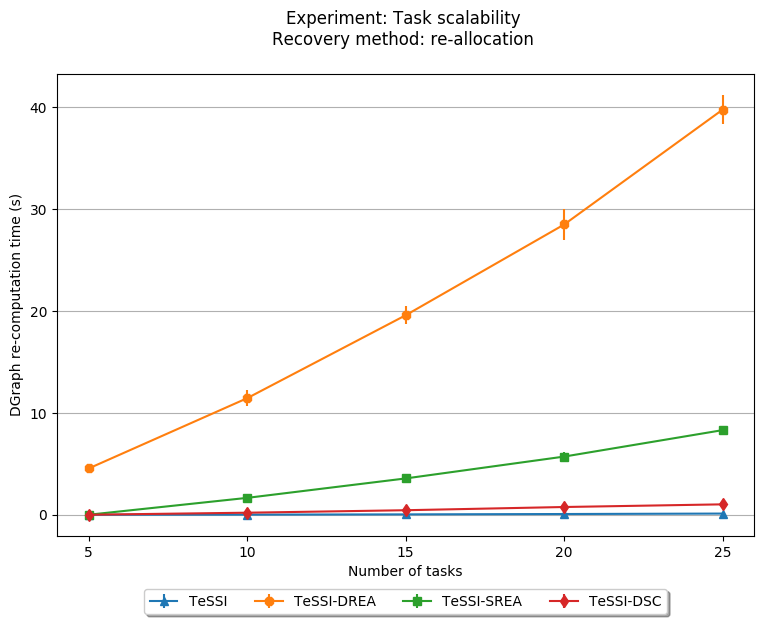 Experiment: Task scalability
Recovery method: re-allocation
DGraph re-computation time (s)
40
30
20
10
0
5 10 15 20 25
Number of tasks
TeSSI TeSSI-DREA TeSSI-SREA TeSSI-DSC